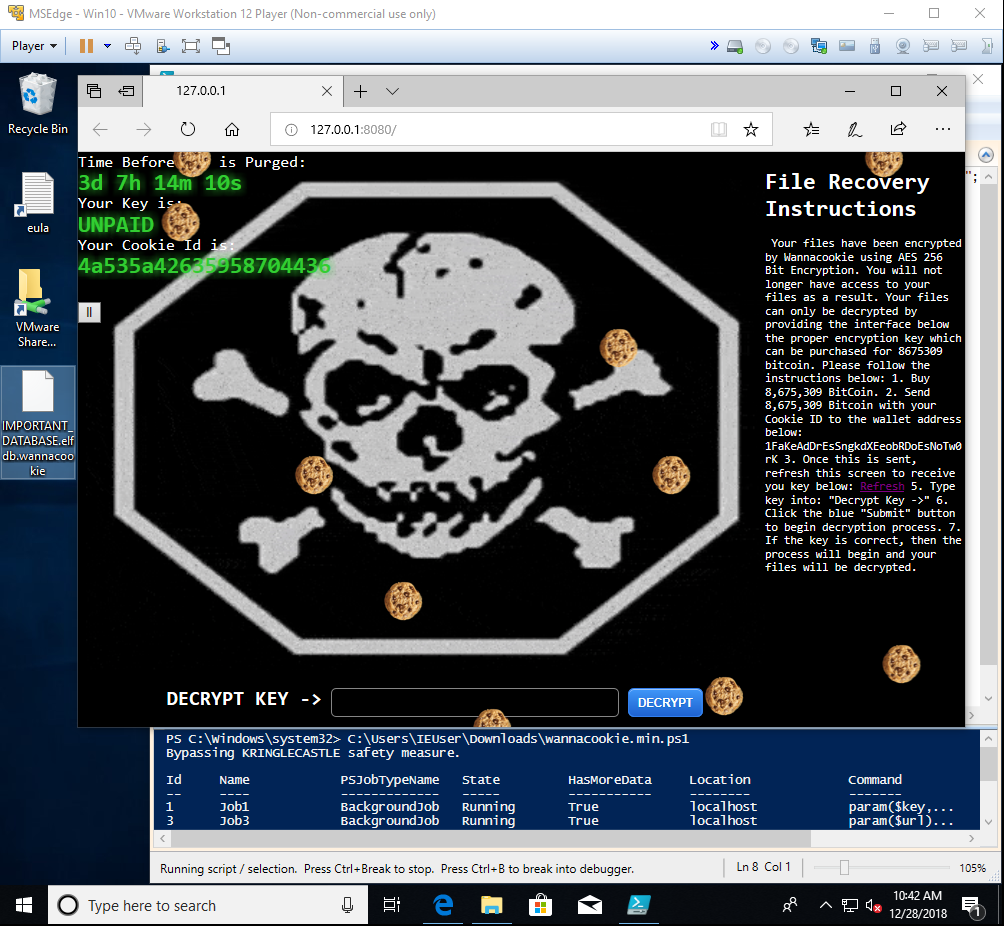 MSEdge - Win10 - VMware Workstation 12 Player (Non-commercial use only)
Player
Recycle Bin
eula
VMware
Share...
IMPORTANT_
DATABASE.elf
db.wannacoo
kie
127.0.0.1
127.0.0.1:8080/
Time Before is Purged:
3d 7h 14m 10s
Your Key is:
UNPAID
Your Cookie Id is:
4a535a42635958704436
File Recovery
Instructions
Your files have been encrypted
by Wannacookie using AES 256
Bit Encryption. You will not
longer have access to your
files as a result. Your files
can only be decrypted by
providing the interface below
the proper encryption key which
can be purchased for 8675309
bitcoin. Please follow the
instructions below: 1. Buy
8,675,309 BitCoin. 2. Send
8,675,309 Bitcoin with your
Cookie ID to the wallet address
below:
1FaKeAdDrEsSngkdXEeobRDoEsNoTw0
rK 3. Once this is sent,
refresh this screen to receive
you key below: Refresh 5. Type
key into: "Decrypt Key ->" 6.
Click the blue "Submit" button
to begin decryption process. 7.
If the key is correct, then the
process will begin and your
files will be decrypted.
";
DECRYPT KEY ->
DECRYPT
PS C:\Windows\system32> C:\Users\IEUser\Downloads\wannacookie.min.ps1
Bypassing KRINGLECASTLE safety measure.
Id Name PSJobTypeName State HasMoreData Location Command
-- ---- ------------- ----- ----------- -------- -------
1 Job1 BackgroundJob Running True localhost param($key,...
3 Job3 BackgroundJob Running True localhost param($url)...
Running script / selection. Press Ctrl+Break to stop. Press Ctrl+B to break into debugger.
Ln 8 Col 1
105%
Type here to search
10:42 AM
12/28/2018
1